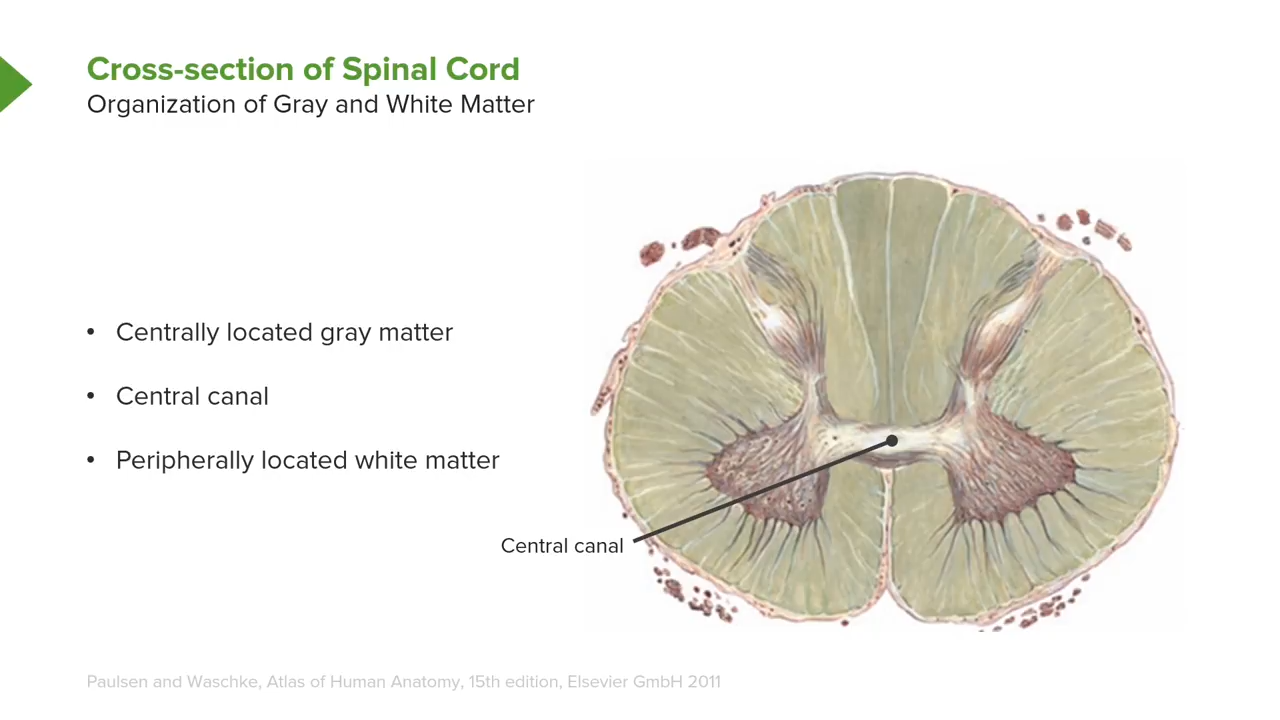 Cross-section of Spinal Cord
Organization of Gray and White Matter
• Centrally located gray matter
• Central canal
• Peripherally located white matter
Central canal
Paulsen and Waschke, Atlas of Human Anatomy, 15th edition, Elsevier GmbH 2011